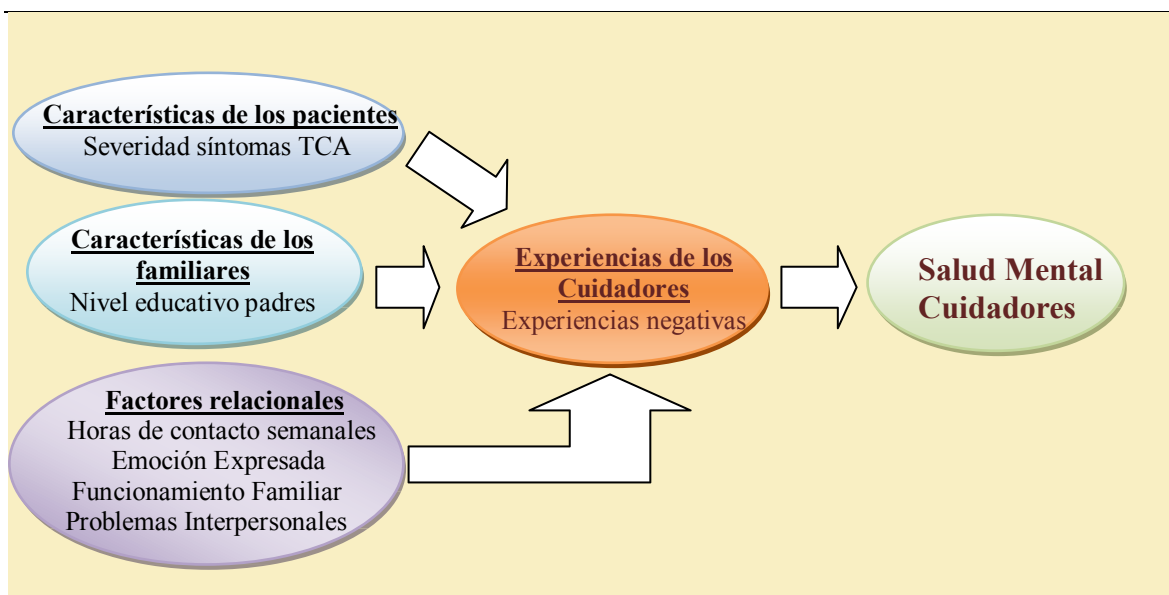 Características de los pacientes
Severidad síntomas TCA
Características de los
familiares
Nivel educativo padres
Factores relacionales
Horas de contacto semanales
Emoción Expresada
Funcionamiento Familiar
Problemas Interpersonales
Experiencias de los
Cuidadores
Experiencias negativas
Salud Mental
Cuidadores